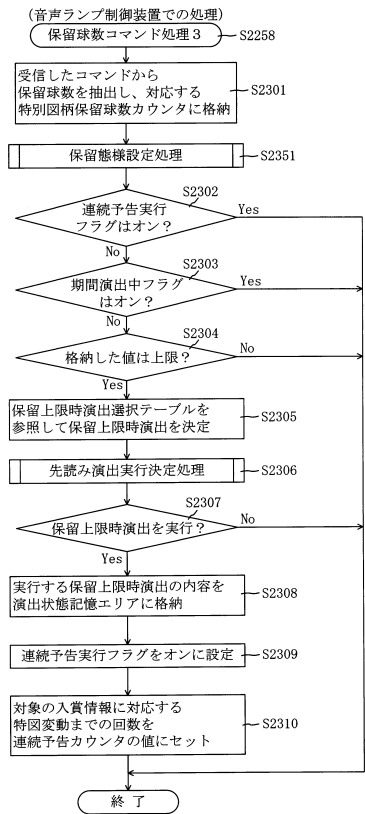 (音声ランプ制御装置での処理)
保留球数コマンド処理3
S2258
受信したコマンドから
保留球数を抽出し、対応する
特別図柄保留球数カウンタに格納
S2301
保留態様設定処理
S2351
S2302
連続予告実行
フラグはオン?
Yes
No
S2303
期間演出中フラグ
はオン?
Yes
No
S2304
格納した値は上限?
No
Yes
保留上限時演出選択テーブルを
参照して保留上限時演出を決定
S2305
先読み演出実行決定処理
S2306
S2307
保留上限時演出を実行?
No
Yes
実行する保留上限時演出の内容を
演出状態記憶エリアに格納
S2308
連続予告実行フラグをオンに設定
S2309
対象の入賞情報に対応する
特図変動までの回数を
連続予告カウンタの値にセット
S2310
終了